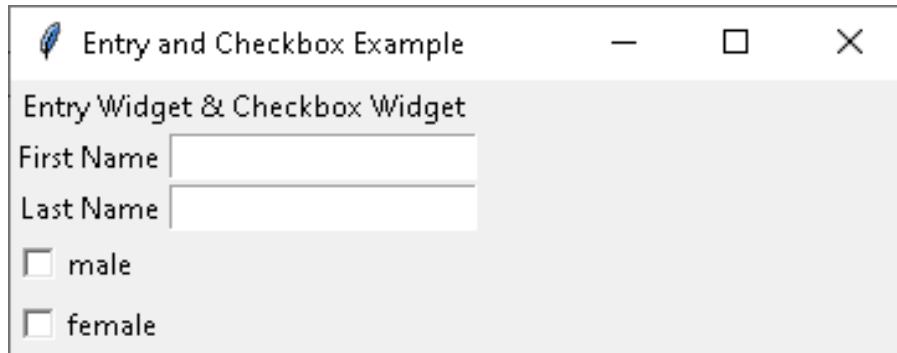 Entry and Checkbox Example
Entry Widget & Checkbox Widget
First Name
Last Name
male
female